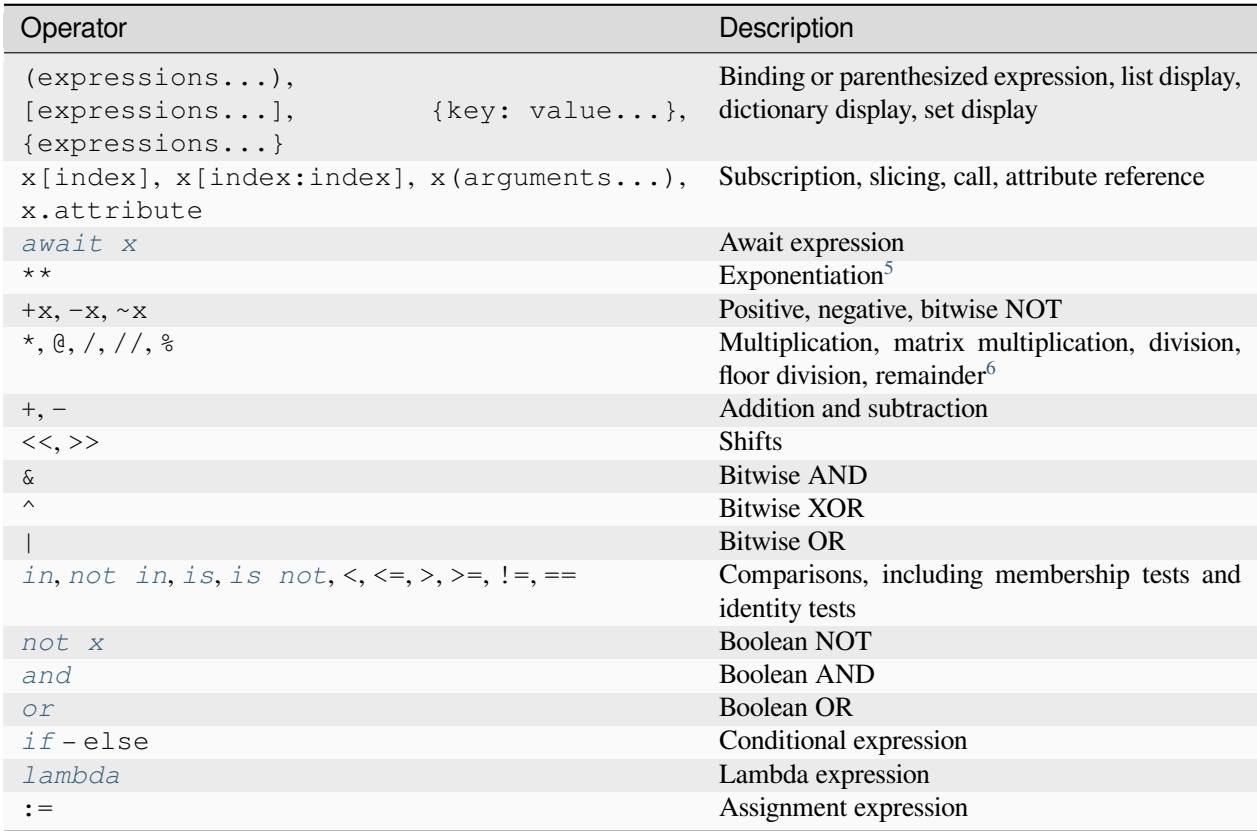 Operator Description
(expressions...), Binding or parenthesized expression, list display,
[expressions...], {key: value...}, dictionary display, set display
{expressions...}
x[index], x[index:index], x(arguments...), Subscription, slicing, call, attribute reference
x.attribute
await x Await expression
** Exponentiation5
+x, -x, ~x Positive, negative, bitwise NOT
*, @, /, //, % Multiplication, matrix multiplication, division,
floor division, remainder6
+, - Addition and subtraction
<<, >> Shifts
& Bitwise AND
^ Bitwise XOR
| Bitwise OR
in, not in, is, is not, <, <=, >, >=, !=, == Comparisons, including membership tests and
identity tests
not x Boolean NOT
and Boolean AND
or Boolean OR
if – else Conditional expression
lambda Lambda expression
:= Assignment expression